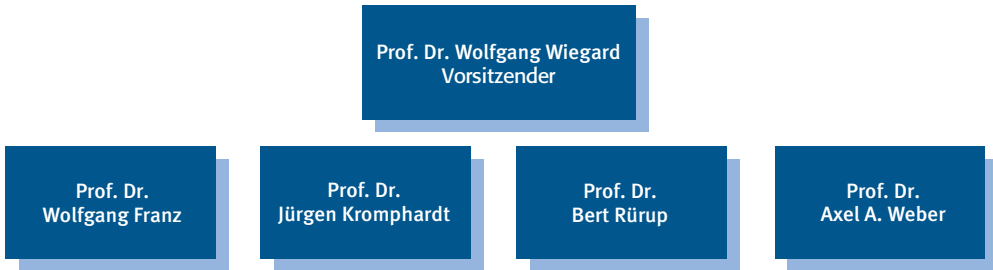 Prof. Dr. Wolfgang Wiegard
Vorsitzender
Prof. Dr.
Wolfgang Franz
Prof. Dr.
Jürgen Kromphardt
Prof. Dr.
Bert Rürup
Prof. Dr.
Axel A. Weber